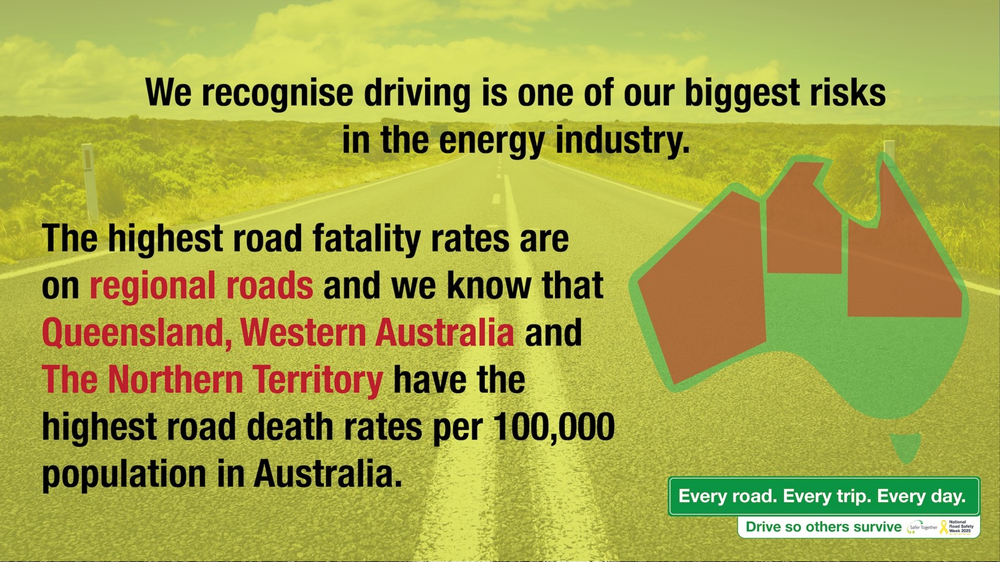 We recognise driving is one of our biggest risks
in the energy industry.
The highest road fatality rates are
on regional roads and we know that
Queensland, Western Australia and
The Northern Territory have the
highest road death rates per 100,000
population in Australia.
Every road. Every trip. Every day.
Drive so others survive
Safer Together
National
Road Safety
Week 2025